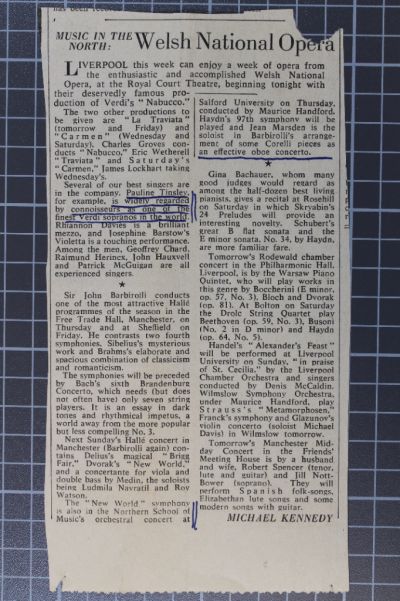 has been
MUSIC IN THE
NORTH: Welsh National Opera
LIVERPOOL this week can enjoy a week of opera from
the enthusiastic and accomplished Welsh National
Opera, at the Royal Court Theatre, beginning tonight with
their deservedly famous pro-
duction of Verdi's "Nabucco."
The two other productions to
be given are "La Traviata"
(tomorrow and Friday) and
"Carmen" (Wednesday and
Saturday). Charles Groves con-
ducts "Nabucco," Eric Wetherell
"Traviata" and Saturday's
"Carmen," James Lockhart taking
Wednesday's.
Several of our best singers are
in the company. Pauline Tinsley,
for example, is widely regarded
by connoisseurs as one of the
finest Verdi sopranos in the world.
Rhiannon Davies is a brilliant
mezzo, and Josephine Barstow's
Violetta is a touching performance.
Among the men, Geoffrey Chard,
Raimund Herincx, John Hauxvell
and Patrick McGuigan are all
experienced singers.
★
Sir John Barbirolli conducts
one of the most attractive Hallé
programmes of the season in the
Free Trade Hall, Manchester, on
Thursday and at Sheffield on
Friday. He contrasts two fourth
symphonies, Sibelius's mysterious
work and Brahms's elaborate and
spacious combination of classicism
and romanticism.
The symphonies will be preceded
by Bach's sixth Brandenburg
Concerto, which needs (but does
not often have) only seven string
players. It is an essay in dark
tones and rhythmical impetus, a
world away from the more popular
but less compelling No. 3.
Next Sunday's Hallé concert in
Manchester (Barbirolli again) con-
tains Delius's magical "Brigg
Fair," Dvorak's "New World,"
and a concertante for viola and
double bass by Medin, the soloists
being Ludmila Navratil and Roy
Watson.
The "New World" symphony
is also in the Northern School of
Music's orchestral concert at
Salford University on Thursday,
conducted by Maurice Handford.
Haydn's 97th symphony will be
played and Jean Marsden is the
soloist in Barbirolli's arrange-
ment of some Corelli pieces as
an effective oboe concerto.
★
Gina Bachauer, whom many
good judges would regard as
among the half-dozen best living
pianists, gives a recital at Rosehill
on Saturday in which Skryabin's
24 Preludes will provide an
interesting novelty. Schubert's
great B flat sonata and the
E minor sonata, No. 34, by Haydn,
are more familiar fare.
Tomorrow's Rodewald chamber
concert in the Philharmonic Hall,
Liverpool, is by the Warsaw Piano
Quintet, who will play works in
this genre by Boccherini (E minor,
op. 57, No. 3), Bloch and Dvorak
(op. 81). At Bolton on Saturday
the Drolc String Quartet play
Beethoven (op. 59, No. 3), Busoni
(No. 2 in D minor) and Haydn
(op. 64, No. 5).
Handel's "Alexander's Feast"
will be performed at Liverpool
University on Sunday, "in praise
of St. Cecilia," by the Liverpool
Chamber Orchestra and singers
conducted by Denis McCaldin.
Wilmslow Symphony Orchestra,
under Maurice Handford, play
Strauss's "Metamorphosen,"
Franck's symphony and Glazunov's
violin concerto (soloist Michael
Davis) in Wilmslow tomorrow.
Tomorrow's Manchester Mid-
day Concert in the Friends'
Meeting House is by a husband
and wife, Robert Spencer (tenor,
lute and guitar) and Jill Nott-
Bower (soprano). They will
perform Spanish folk-songs,
Elizabethan lute songs and some
modern songs with guitar.
MICHAEL KENNEDY